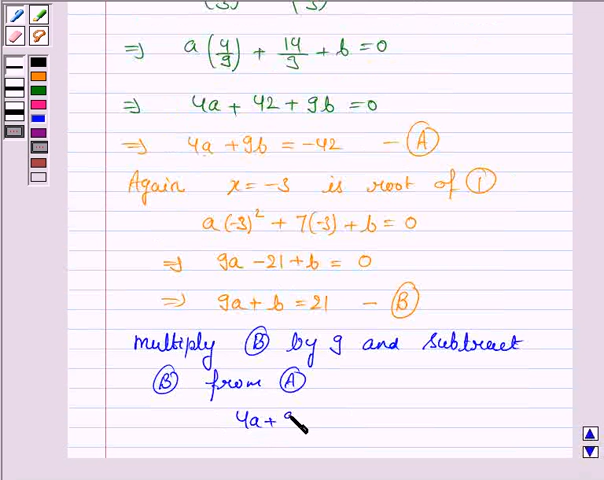 ⇒ a(4/9) + 14/3 + b = 0
⇒ 4a + 42 + 9b = 0
⇒ 4a + 9b = -42 - Ⓐ
Again x = -3 is root of ①
a(-3)² + 7(-3) + b = 0
⇒ 9a - 21 + b = 0
⇒ 9a + b = 21 - Ⓑ
Multiply Ⓑ by 9 and subtract
Ⓑ from Ⓐ
4a +